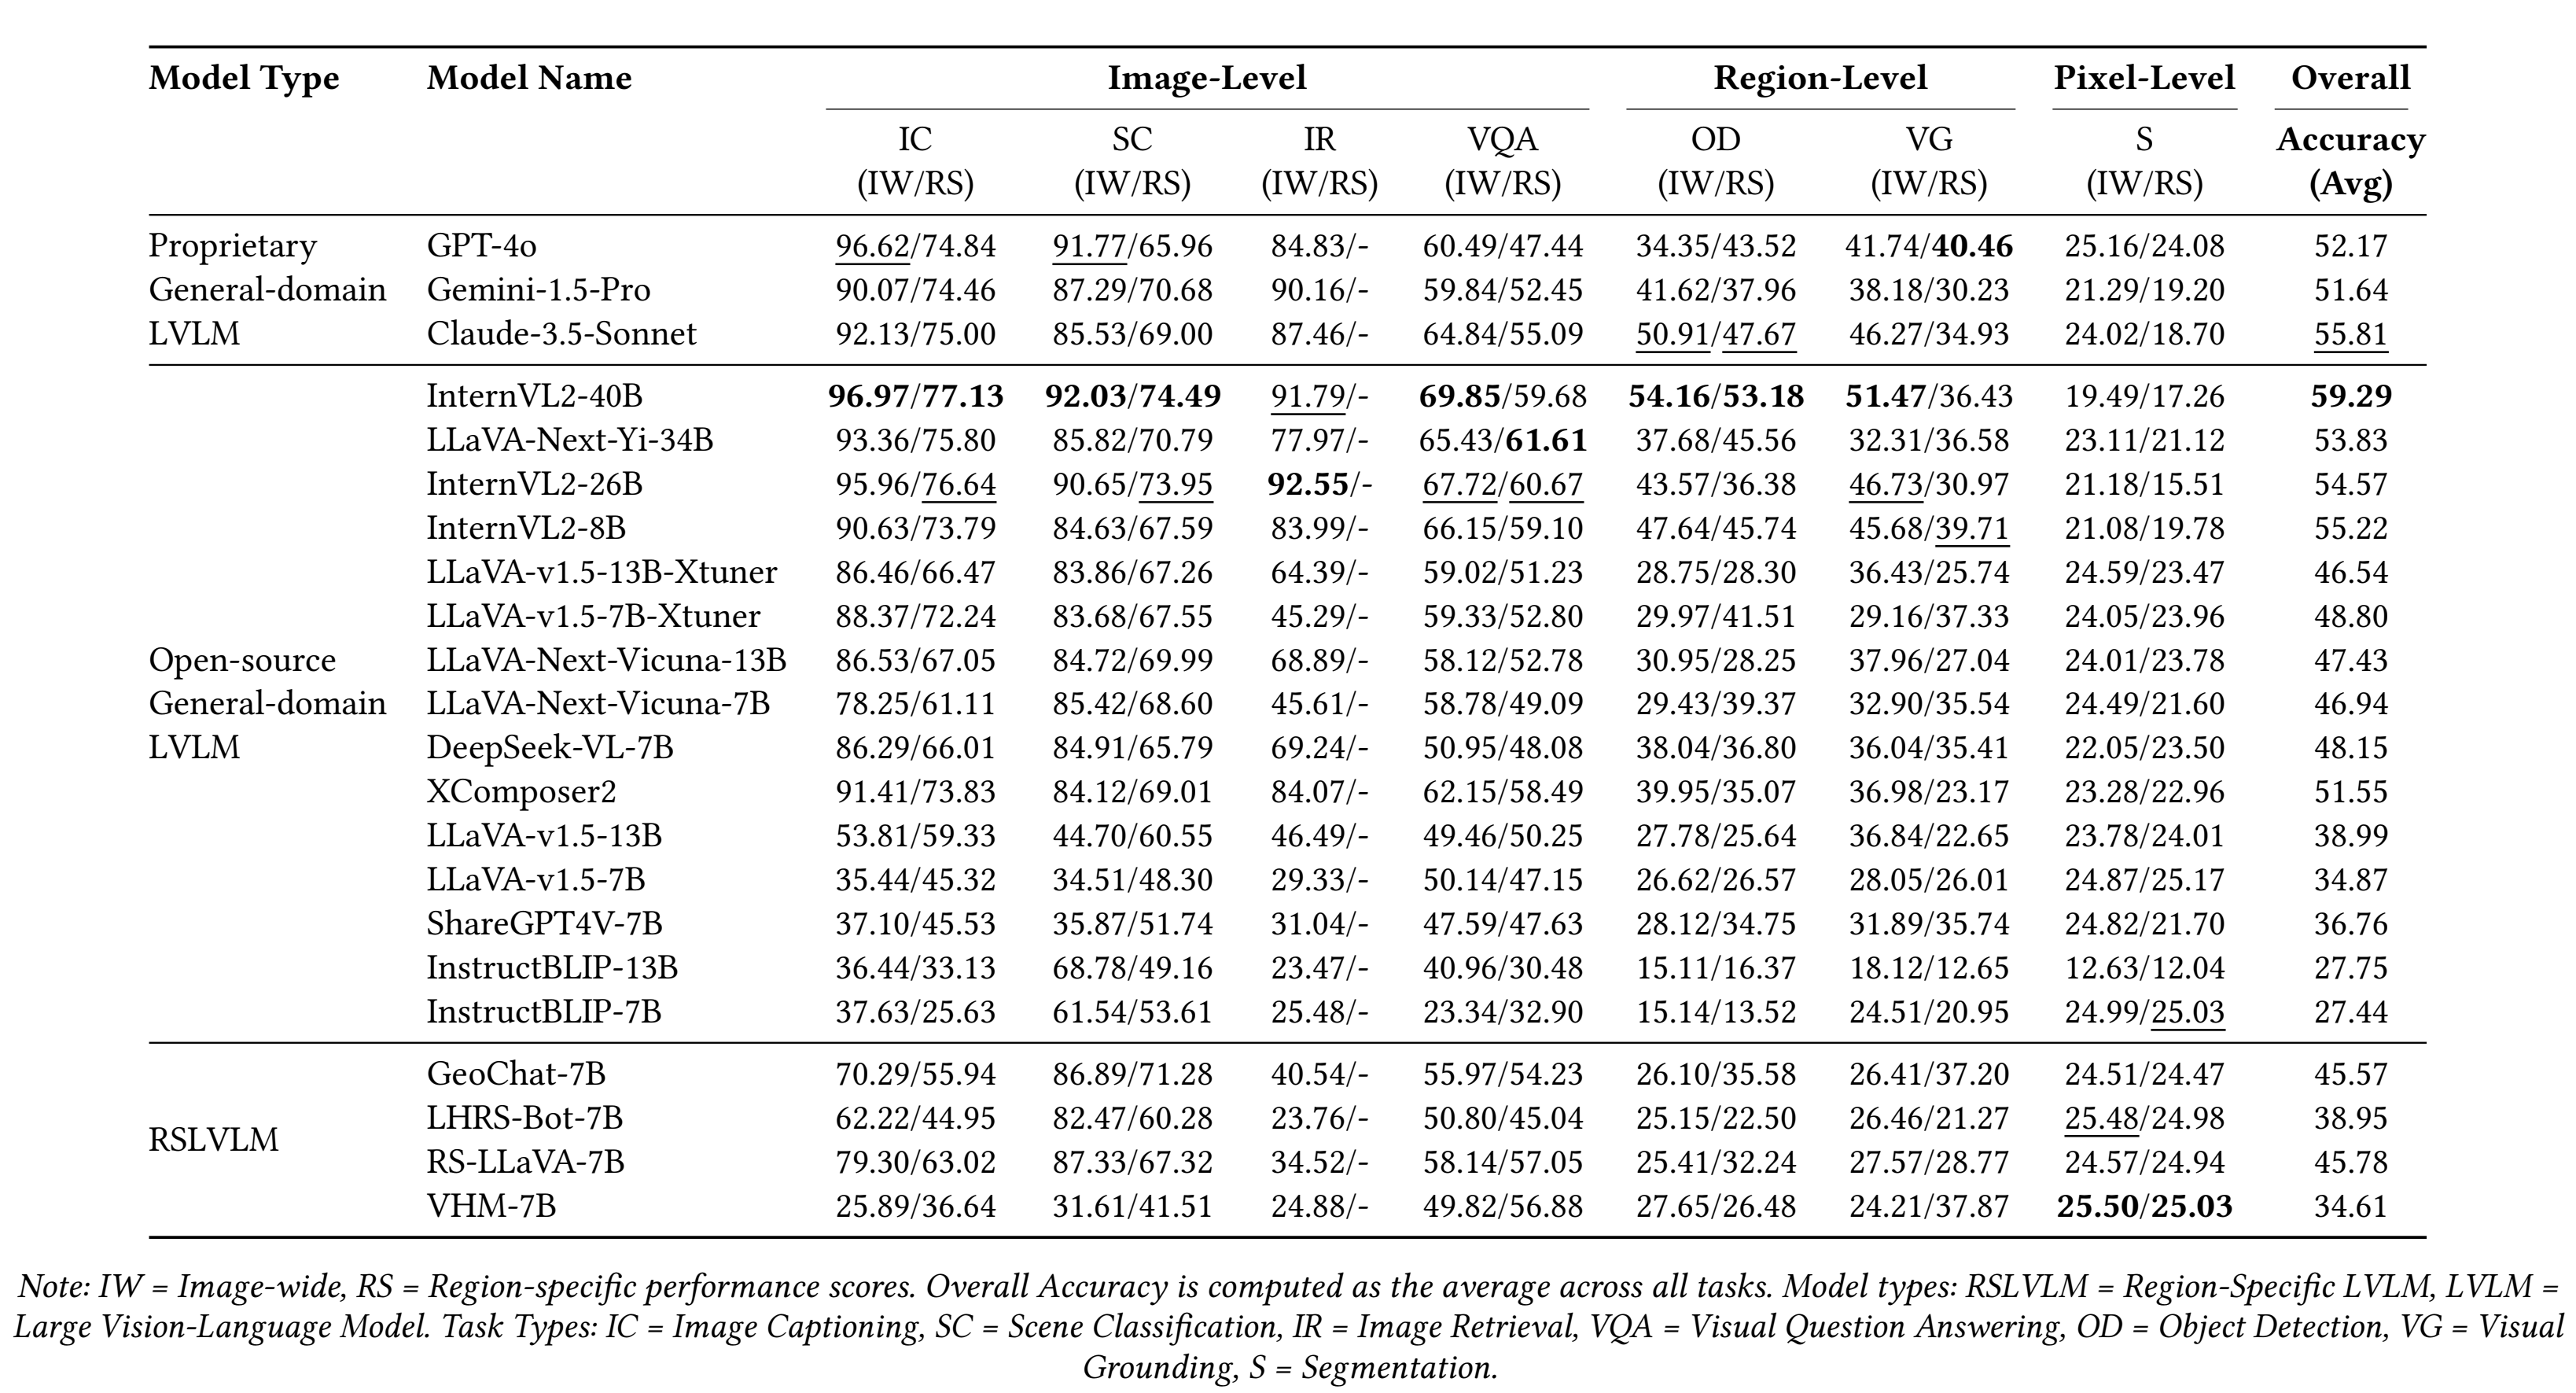 Model Type Model Name Image-Level Region-Level Pixel-Level Overall
IC SC IR VQA OD VG S Accuracy
(IW/RS) (IW/RS) (IW/RS) (IW/RS) (IW/RS) (IW/RS) (IW/RS) (Avg)
Proprietary GPT-4o 96.62/74.84 91.77/65.96 84.83/- 60.49/47.44 34.35/43.52 41.74/40.46 25.16/24.08 52.17
General-domain Gemini-1.5-Pro 90.07/74.46 87.29/70.68 90.16/- 59.84/52.45 41.62/37.96 38.18/30.23 21.29/19.20 51.64
LVLM Claude-3.5-Sonnet 92.13/75.00 85.53/69.00 87.46/- 64.84/55.09 50.91/47.67 46.27/34.93 24.02/18.70 55.81
InternVL2-40B 96.97/77.13 92.03/74.49 91.79/- 69.85/59.68 54.16/53.18 51.47/36.43 19.49/17.26 59.29
LLaVA-Next-Yi-34B 93.36/75.80 85.82/70.79 77.97/- 65.43/61.61 37.68/45.56 32.31/36.58 23.11/21.12 53.83
InternVL2-26B 95.96/76.64 90.65/73.95 92.55/- 67.72/60.67 43.57/36.38 46.73/30.97 21.18/15.51 54.57
InternVL2-8B 90.63/73.79 84.63/67.59 83.99/- 66.15/59.10 47.64/45.74 45.68/39.71 21.08/19.78 55.22
LLaVA-v1.5-13B-Xtuner 86.46/66.47 83.86/67.26 64.39/- 59.02/51.23 28.75/28.30 36.43/25.74 24.59/23.47 46.54
LLaVA-v1.5-7B-Xtuner 88.37/72.24 83.68/67.55 45.29/- 59.33/52.80 29.97/41.51 29.16/37.33 24.05/23.96 48.80
Open-source LLaVA-Next-Vicuna-13B 86.53/67.05 84.72/69.99 68.89/- 58.12/52.78 30.95/28.25 37.96/27.04 24.01/23.78 47.43
General-domain LLaVA-Next-Vicuna-7B 78.25/61.11 85.42/68.60 45.61/- 58.78/49.09 29.43/39.37 32.90/35.54 24.49/21.60 46.94
LVLM DeepSeek-VL-7B 86.29/66.01 84.91/65.79 69.24/- 50.95/48.08 38.04/36.80 36.04/35.41 22.05/23.50 48.15
XComposer2 91.41/73.83 84.12/69.01 84.07/- 62.15/58.49 39.95/35.07 36.98/23.17 23.28/22.96 51.55
LLaVA-v1.5-13B 53.81/59.33 44.70/60.55 46.49/- 49.46/50.25 27.78/25.64 36.84/22.65 23.78/24.01 38.99
LLaVA-v1.5-7B 35.44/45.32 34.51/48.30 29.33/- 50.14/47.15 26.62/26.57 28.05/26.01 24.87/25.17 34.87
ShareGPT4V-7B 37.10/45.53 35.87/51.74 31.04/- 47.59/47.63 28.12/34.75 31.89/35.74 24.82/21.70 36.76
InstructBLIP-13B 36.44/33.13 68.78/49.16 23.47/- 40.96/30.48 15.11/16.37 18.12/12.65 12.63/12.04 27.75
InstructBLIP-7B 37.63/25.63 61.54/53.61 25.48/- 23.34/32.90 15.14/13.52 24.51/20.95 24.99/25.03 27.44
GeoChat-7B 70.29/55.94 86.89/71.28 40.54/- 55.97/54.23 26.10/35.58 26.41/37.20 24.51/24.47 45.57
LHRS-Bot-7B 62.22/44.95 82.47/60.28 23.76/- 50.80/45.04 25.15/22.50 26.46/21.27 25.48/24.98 38.95
RSLVLM
RS-LLaVA-7B 79.30/63.02 87.33/67.32 34.52/- 58.14/57.05 25.41/32.24 27.57/28.77 24.57/24.94 45.78
VHM-7B 25.89/36.64 31.61/41.51 24.88/- 49.82/56.88 27.65/26.48 24.21/37.87 25.50/25.03 34.61
Note: IW = Image-wide, RS = Region-specific performance scores. Overall Accuracy is computed as the average across all tasks. Model types: RSLVLM = Region-Specific LVLM, LVLM =
Large Vision-Language Model. Task Types: IC = Image Captioning, SC = Scene Classification, IR = Image Retrieval, VQA = Visual Question Answering, OD = Object Detection, VG = Visual
Grounding, S = Segmentation.